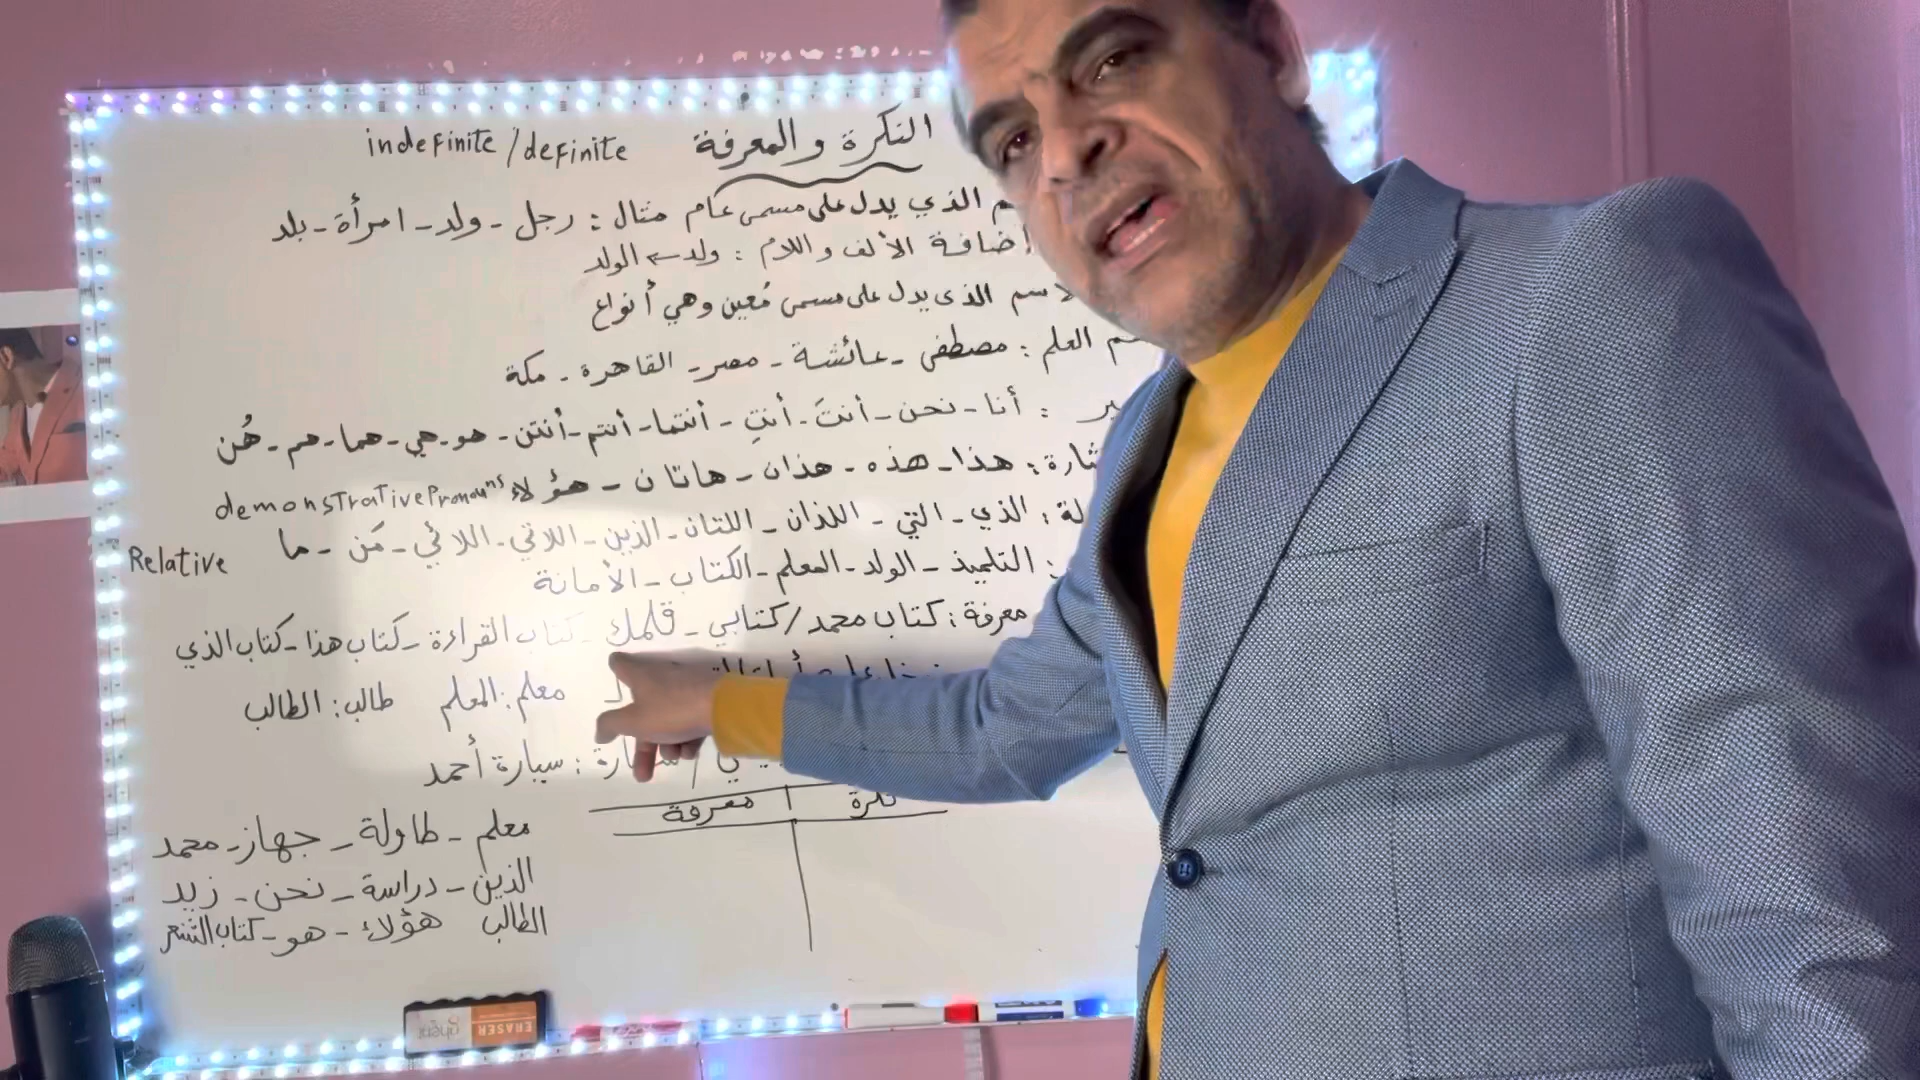 النكرة والمعرفة indefinite/definite
الذي يدل على مسمى عام مثال : رجل - ولد - امرأة - بلد
إضافة الألف واللام : ولد ← الولد
الاسم الذي يدل على مسمى مُعين وهي أنواع
العلم : مصطفى - عائشة - مصر - القاهرة - مكة
: أنا - نحن - أنتَ - أنتِ - أنتما - أنتم - أنتن - هو - هي - هما - هم - هُن
: هذا - هذه - هذان - هاتان - هؤلاء demonstrative Pronouns
: الذي - التي - اللذان - اللتان - الذين - اللاتي - اللائي - مَن - ما Relative
: التلميذ - الولد - المعلم - الكتاب - الأمانة
معرفة : كتاب محمد / كتابي - قلمك - كتاب القراءة - كتاب هذا - كتاب الذي
معلم : المعلم طالب : الطالب
: سيارة أحمد
نكرة | معرفة
معلم - طاولة - جهاز - محمد
الذين - دراسة - نحن - زيد
الطالب هؤلاء - هو - كتاب الشعر
ERASER